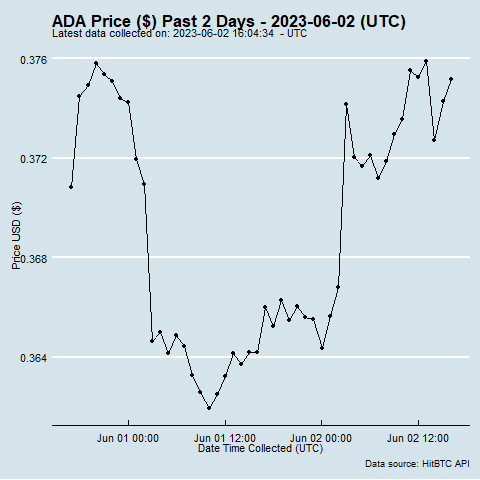 ADA Price ($) Past 2 Days - 2023-06-02 (UTC)
Latest data collected on: 2023-06-02 16:04:34  - UTC
0.376
0.372
0.368
0.364
Price USD ($)
Jun 01 00:00 Jun 01 12:00 Jun 02 00:00 Jun 02 12:00
Date Time Collected (UTC)
Data source: HitBTC API